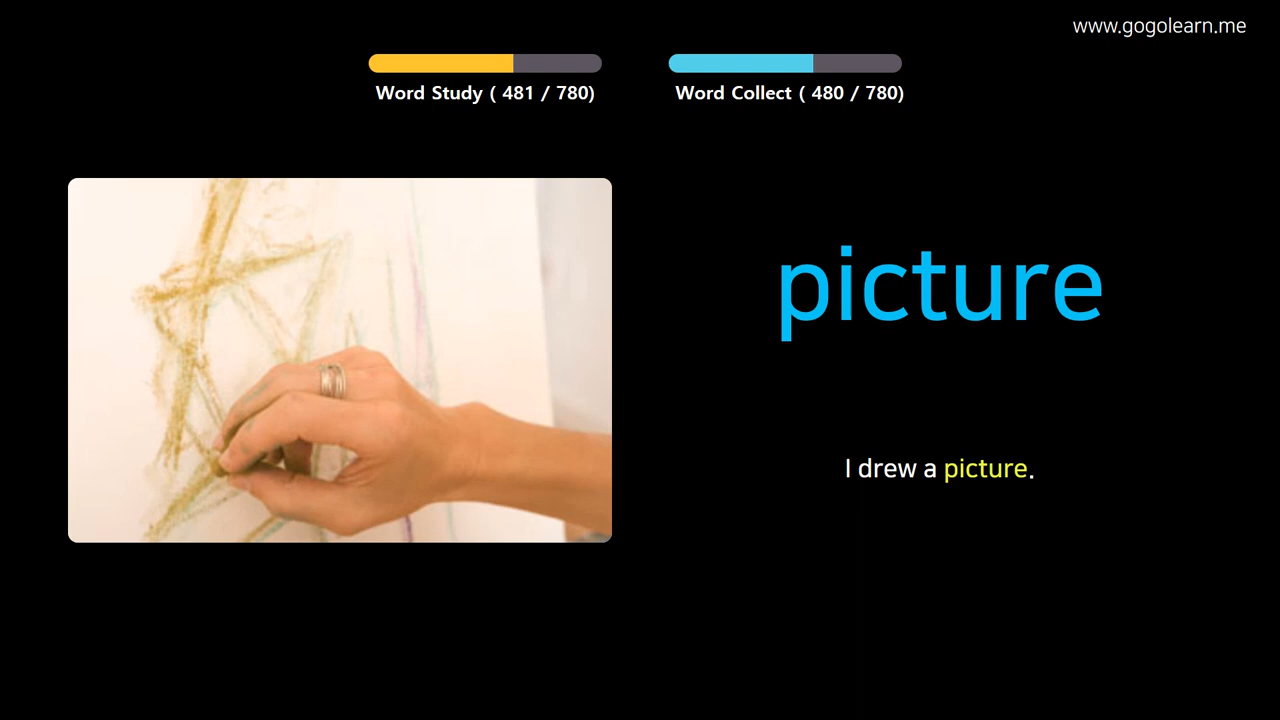 www.gogolearn.me
Word Study ( 481 / 780)
Word Collect ( 480 / 780)
picture
I drew a picture.